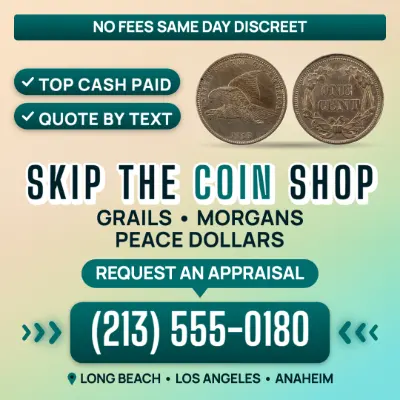 NO FEES SAME DAY DISCREET
TOP CASH PAID
QUOTE BY TEXT
ONE
CENT
SKIP THE COIN SHOP
GRAILS • MORGANS
PEACE DOLLARS
REQUEST AN APPRAISAL
(213) 555-0180
LONG BEACH • LOS ANGELES • ANAHEIM